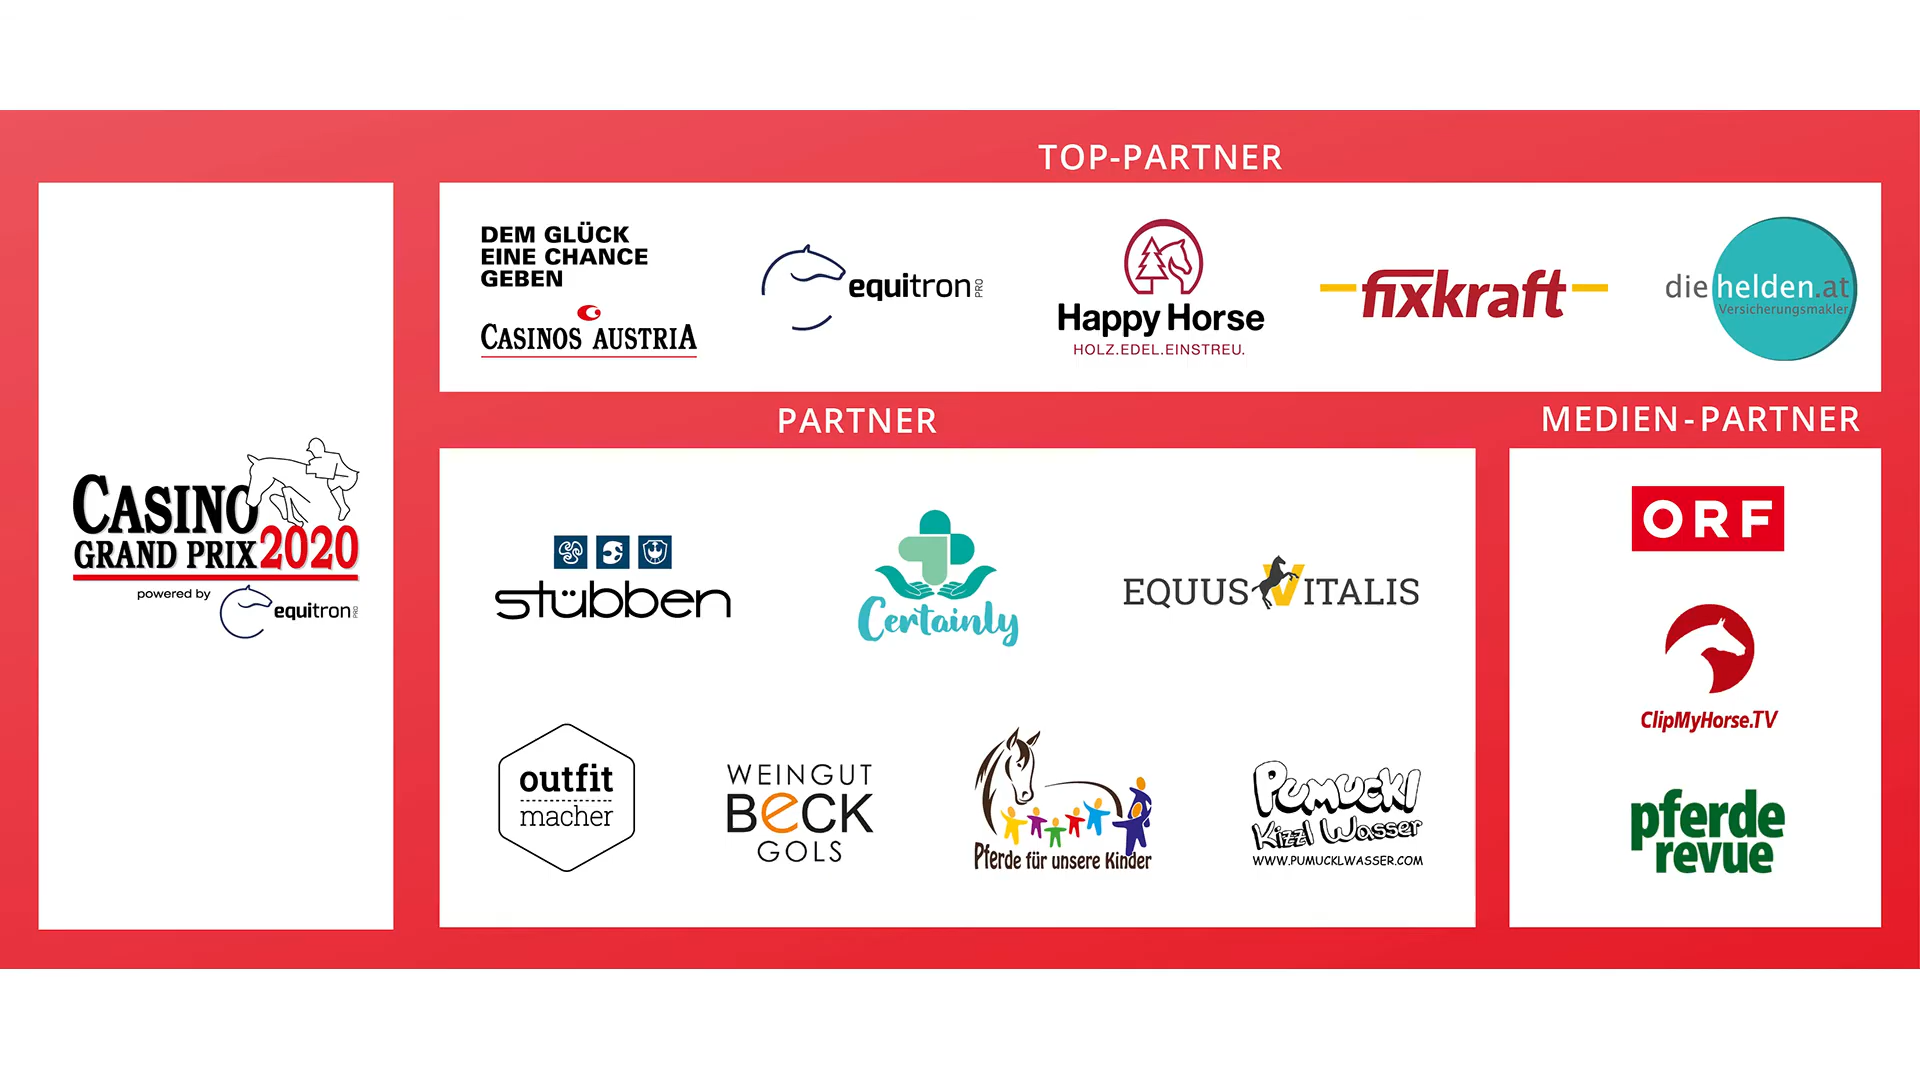 CASINO
GRAND PRIX 2020
powered by
equitron PRO
TOP-PARTNER
DEM GLÜCK
EINE CHANCE
GEBEN
CASINOS AUSTRIA
equitron PRO
Happy Horse
HOLZ.EDEL.EINSTREU.
fixkraft
diehelden.at
Versicherungsmakler
PARTNER
stübben
Certainly
EQUUS VITALIS
outfit
macher
WEINGUT
BECK
GOLS
Pferde für unsere Kinder
PUMUCKL
Kizzl Wasser
WWW.PUMUCKLWASSER.COM
MEDIEN-PARTNER
ORF
ClipMyHorse.TV
pferde
revue